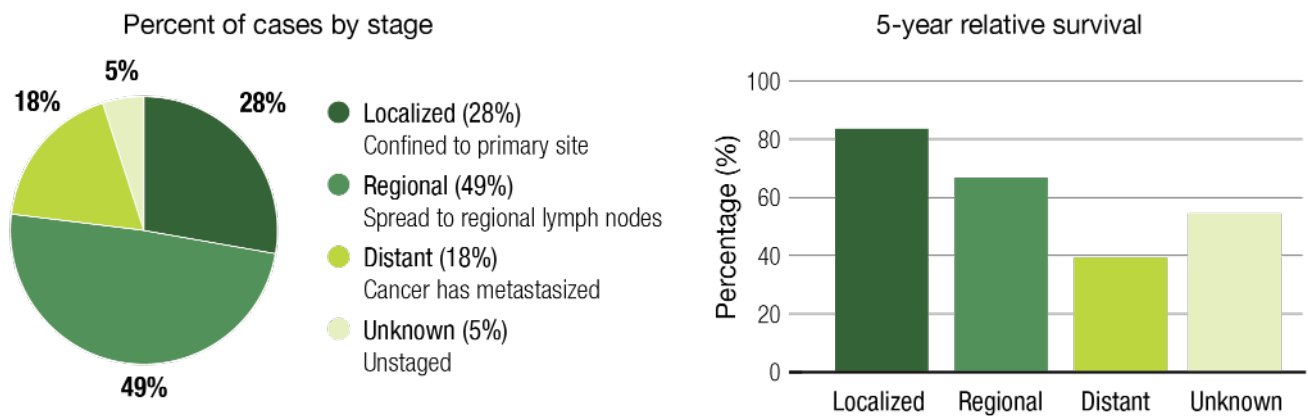 Percent of cases by stage
5%
18%
28%
49%
Localized (28%)
Confined to primary site
Regional (49%)
Spread to regional lymph nodes
Distant (18%)
Cancer has metastasized
Unknown (5%)
Unstaged
5-year relative survival
Percentage (%)
100
80
60
40
20
0
Localized Regional Distant Unknown